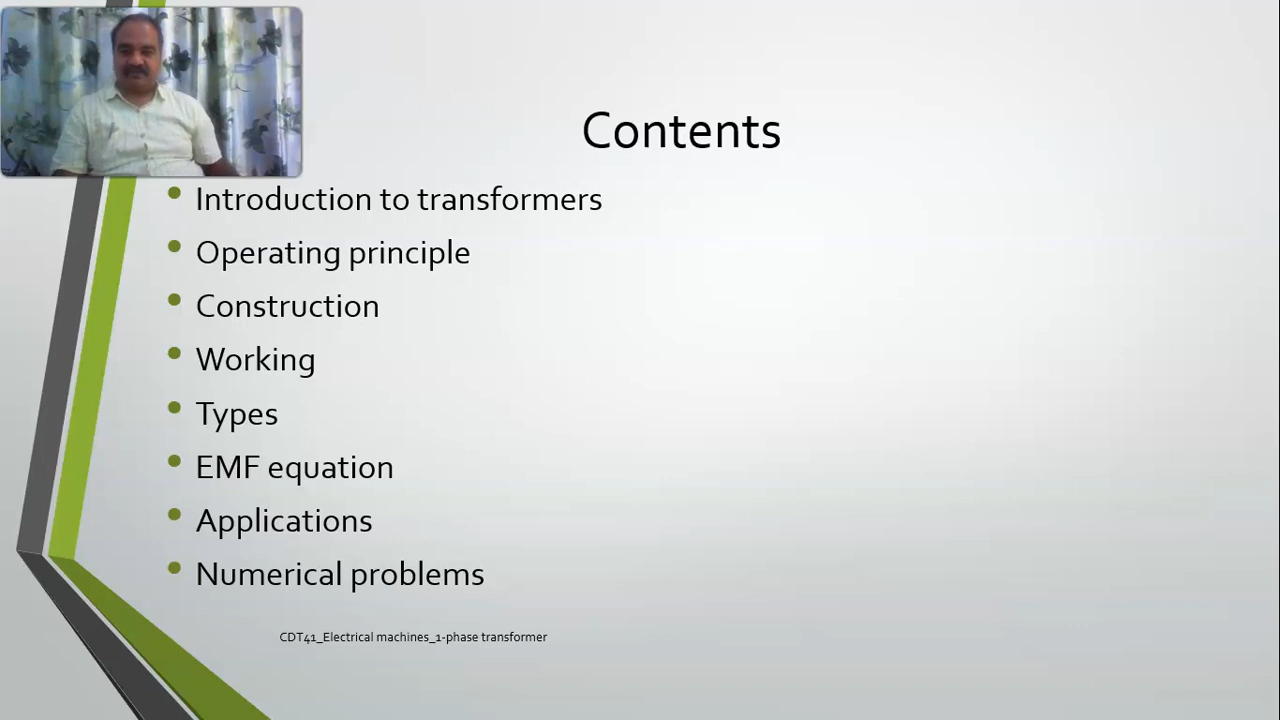 Contents
Introduction to transformers
Operating principle
Construction
Working
Types
EMF equation
Applications
Numerical problems
CDT41_Electrical machines_1-phase transformer